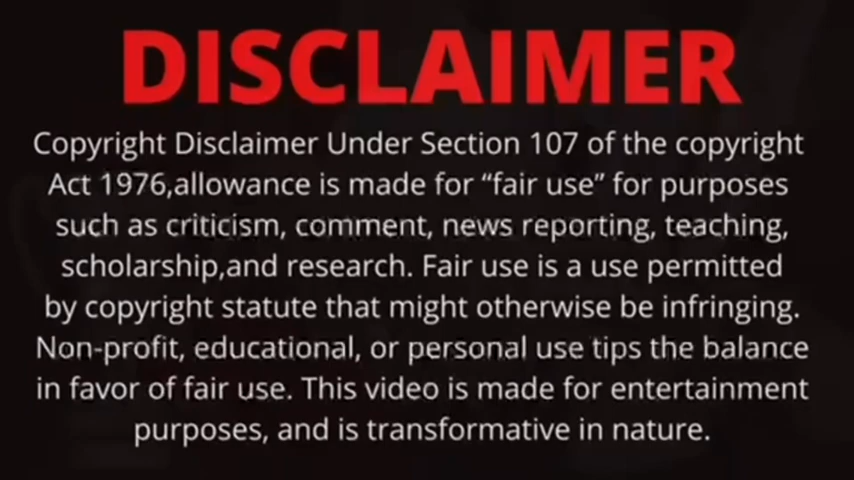 DISCLAIMER
Copyright Disclaimer Under Section 107 of the copyright
Act 1976,allowance is made for “fair use” for purposes
such as criticism, comment, news reporting, teaching,
scholarship,and research. Fair use is a use permitted
by copyright statute that might otherwise be infringing.
Non-profit, educational, or personal use tips the balance
in favor of fair use. This video is made for entertainment
purposes, and is transformative in nature.